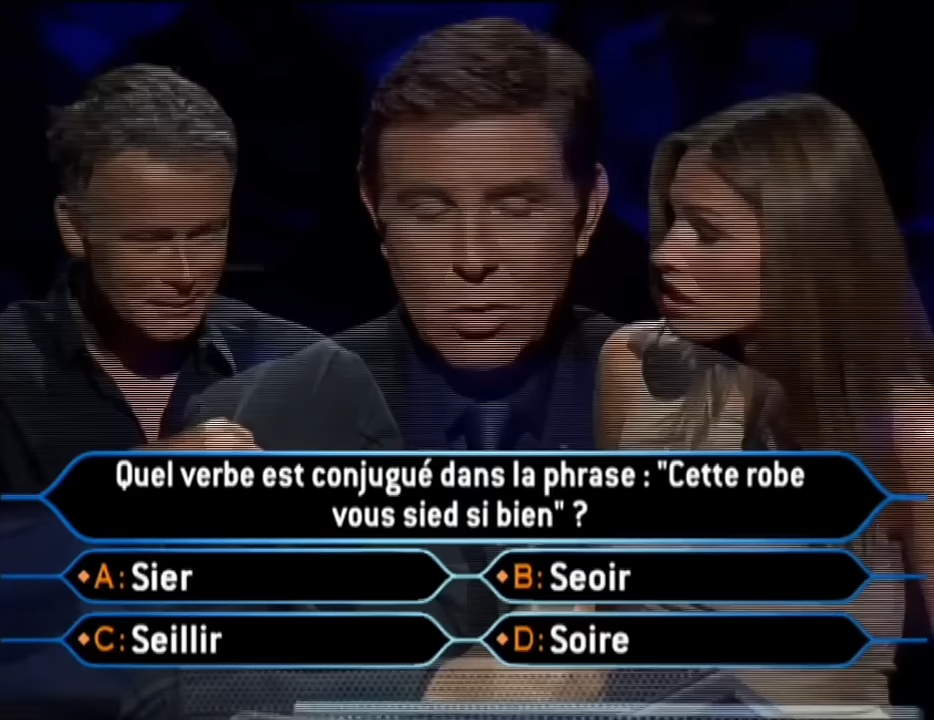 Quel verbe est conjugué dans la phrase : "Cette robe
vous sied si bien" ?
A: Sier
B: Seoir
C: Seillir
D: Soire